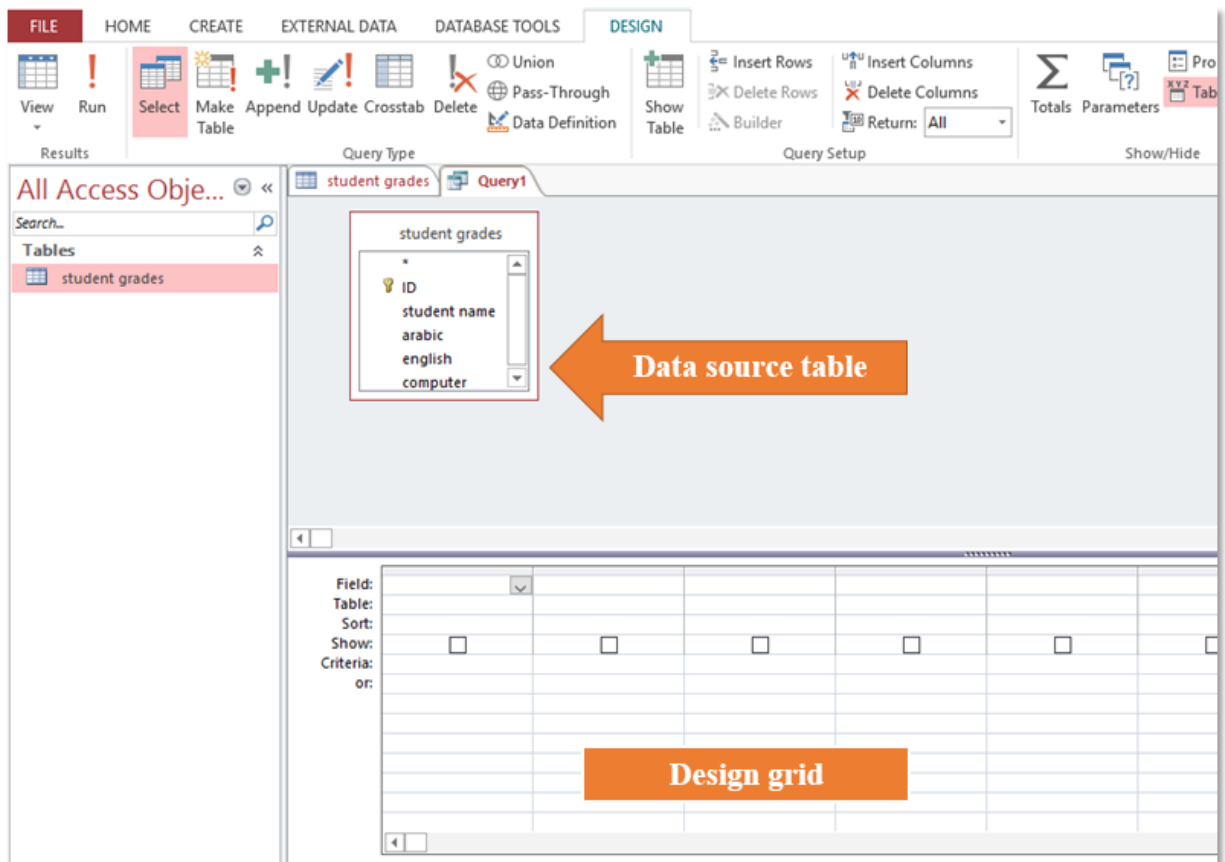 FILE HOME CREATE EXTERNAL DATA DATABASE TOOLS DESIGN
View
Run
Select
Make Table
Append
Update
Crosstab
Delete
Union
Pass-Through
Data Definition
Show Table
Insert Rows
Delete Rows
Builder
Insert Columns
Delete Columns
Return: All
Totals
Parameters
Pro
Tab
Results
Query Type
Query Setup
Show/Hide
All Access Obje...
Search...
Tables
student grades
student grades
Query1
student grades
*
ID
student name
arabic
english
computer
Data source table
Field:
Table:
Sort:
Show:
Criteria:
or:
Design grid